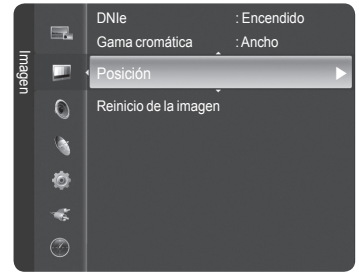 Imagen
DNIe : Encendido
Gama cromática : Ancho
Posición
Reinicio de la imagen